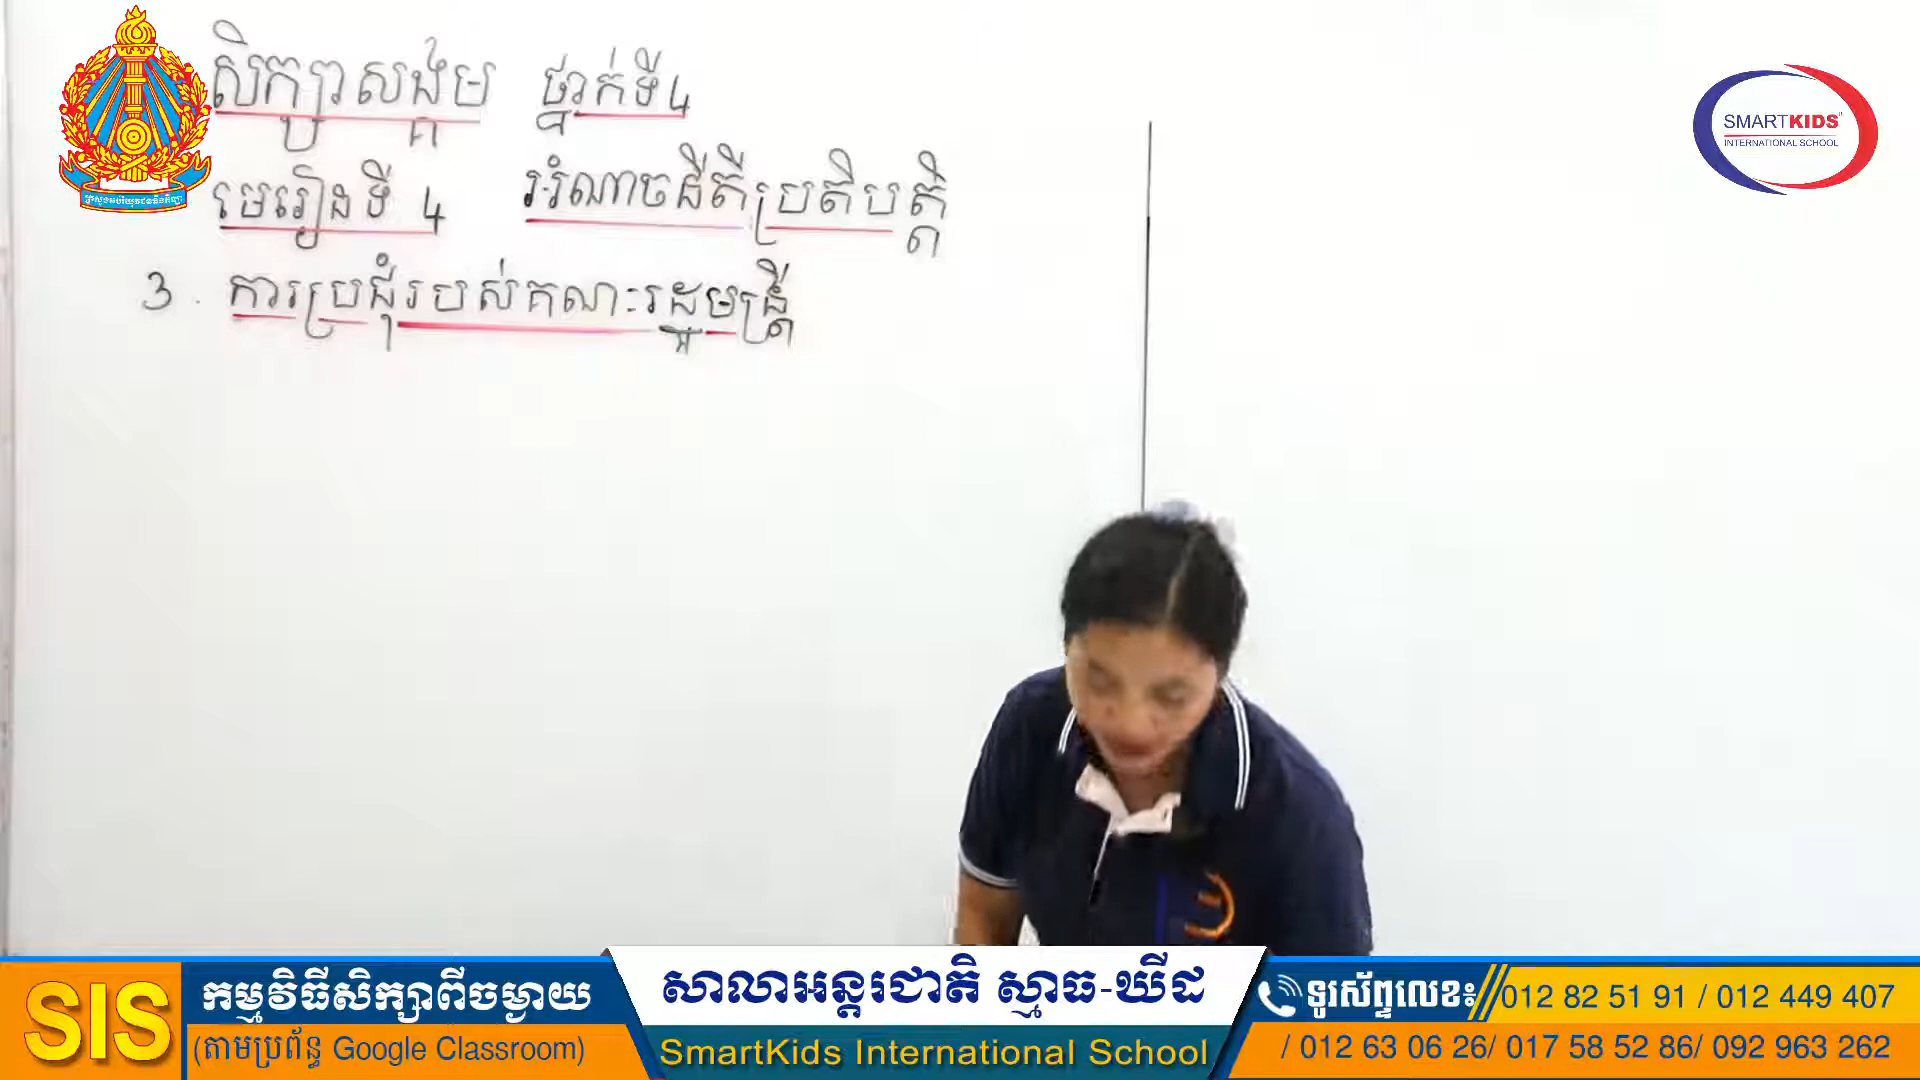 សិក្សាសង្គម ថ្នាក់ទី4
មេរៀនទី 4 អំណាចនីតិប្រតិបត្តិ
3. ការប្រជុំរបស់គណៈរដ្ឋមន្ត្រី
SMARTKIDS
INTERNATIONAL SCHOOL
SIS
កម្មវិធីសិក្សាពីចម្ងាយ
(តាមប្រព័ន្ធ Google Classroom)
សាលាអន្តរជាតិ ស្មាធ-ឃីដ
SmartKids International School
ទូរស័ព្ទលេខ៖ 012 82 51 91 / 012 449 407
/ 012 63 06 26/ 017 58 52 86/ 092 963 262